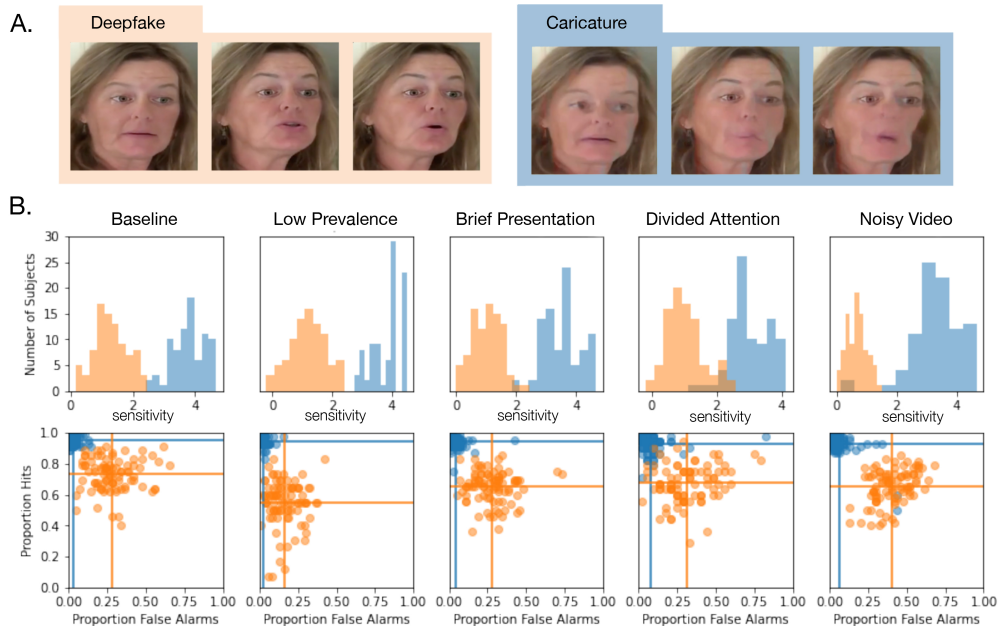 A.
Deepfake
Caricature
B.
Baseline
Low Prevalence
Brief Presentation
Divided Attention
Noisy Video
Number of Subjects
30
25
20
15
10
5
0
0 2 4
0 2 4
0 2 4
0 2 4
0 2 4
sensitivity
sensitivity
sensitivity
sensitivity
sensitivity
Proportion Hits
1.0
0.8
0.6
0.4
0.2
0.0
0.00 0.25 0.50 0.75 1.00
0.00 0.25 0.50 0.75 1.00
0.00 0.25 0.50 0.75 1.00
0.00 0.25 0.50 0.75 1.00
0.00 0.25 0.50 0.75 1.00
Proportion False Alarms
Proportion False Alarms
Proportion False Alarms
Proportion False Alarms
Proportion False Alarms